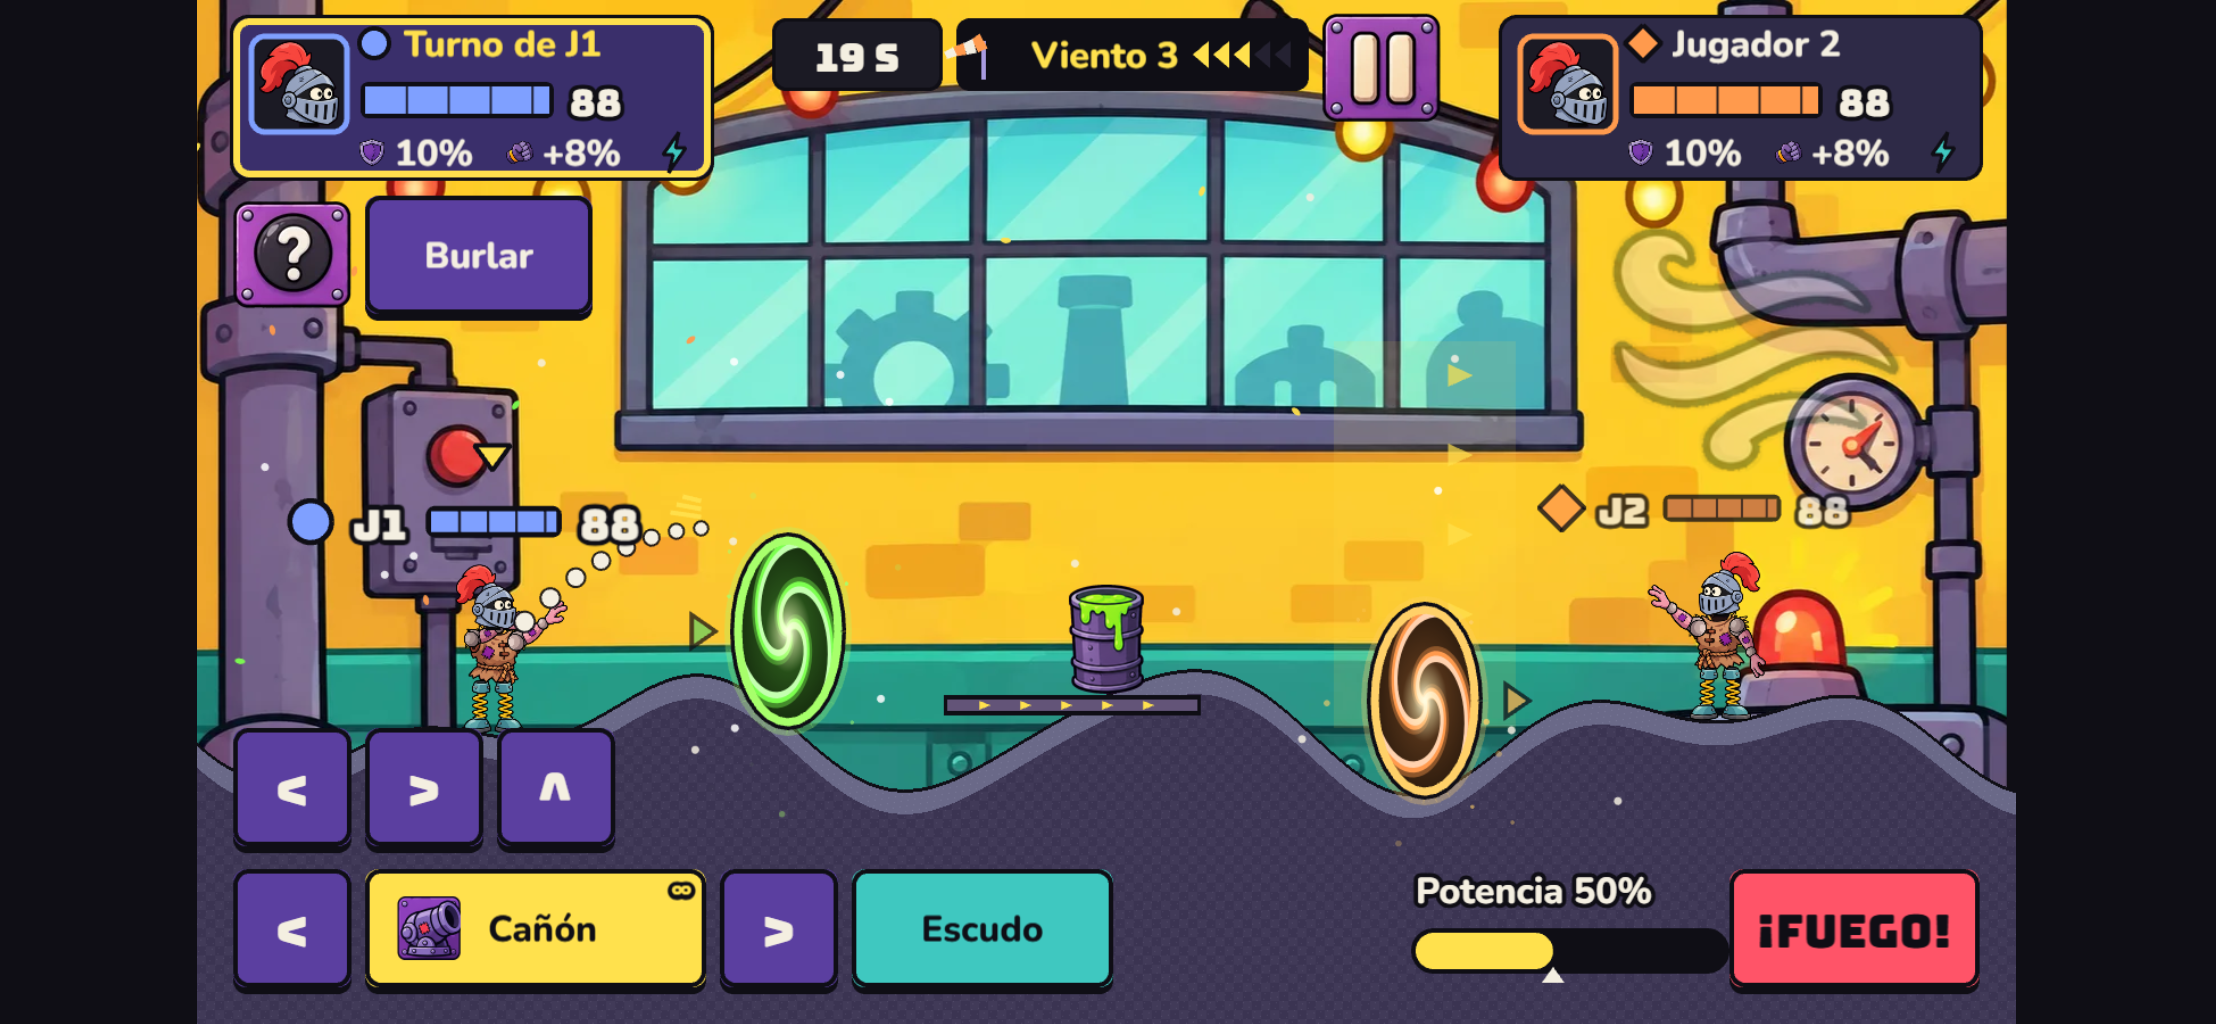 Turno de J1
88
10% +8%
19 S
Viento 3
Jugador 2
88
10% +8%
?
Burlar
J1 88
J2 88
< > ^
<
Cañón
∞
>
Escudo
Potencia 50%
¡FUEGO!